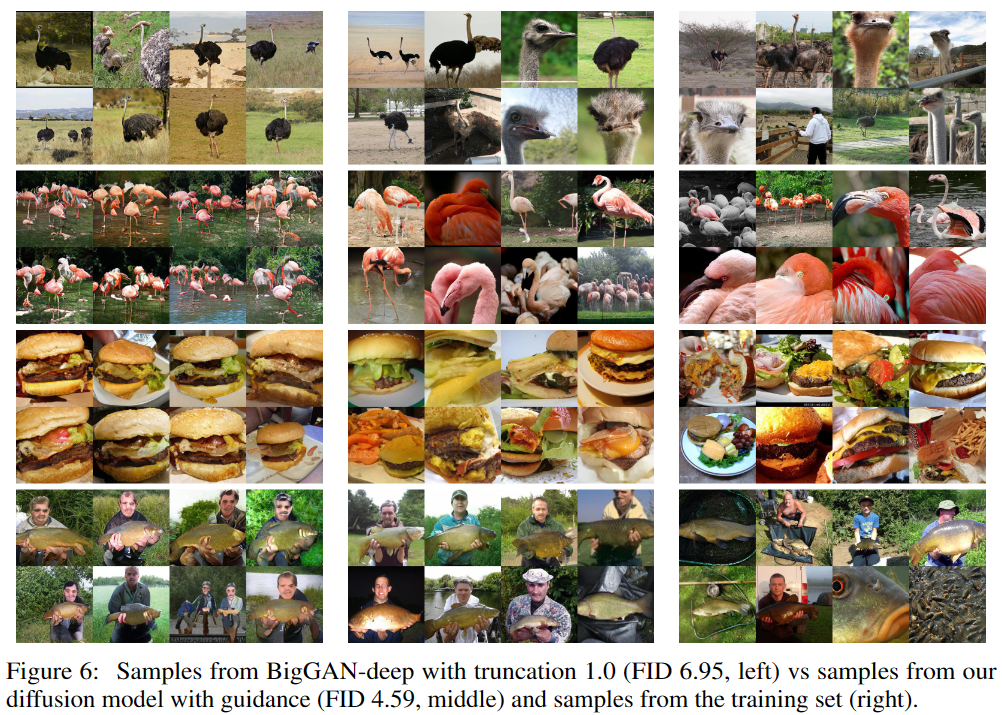 Figure 6: Samples from BigGAN-deep with truncation 1.0 (FID 6.95, left) vs samples from our
diffusion model with guidance (FID 4.59, middle) and samples from the training set (right).